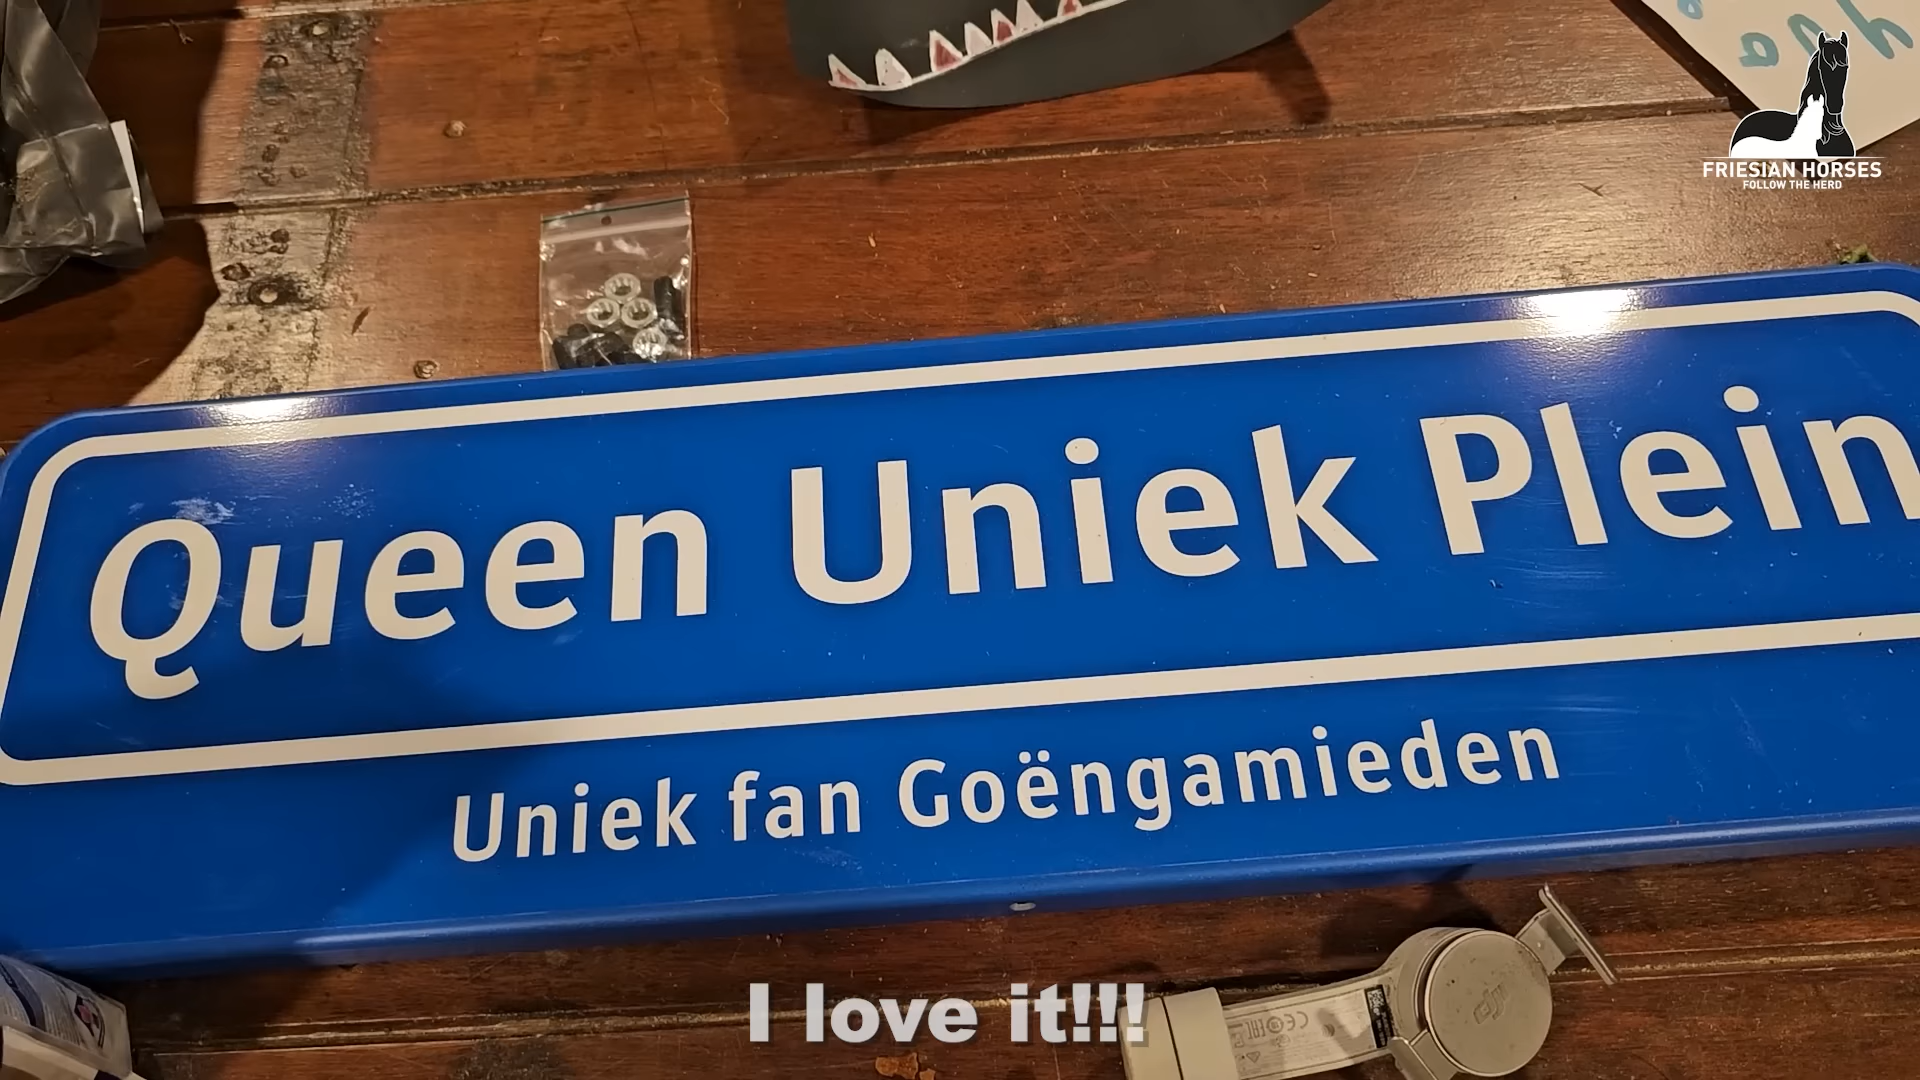 FRIESIAN HORSES
FOLLOW THE HERD
Queen Uniek Plein
Uniek fan Goëngamieden
I love it!!!